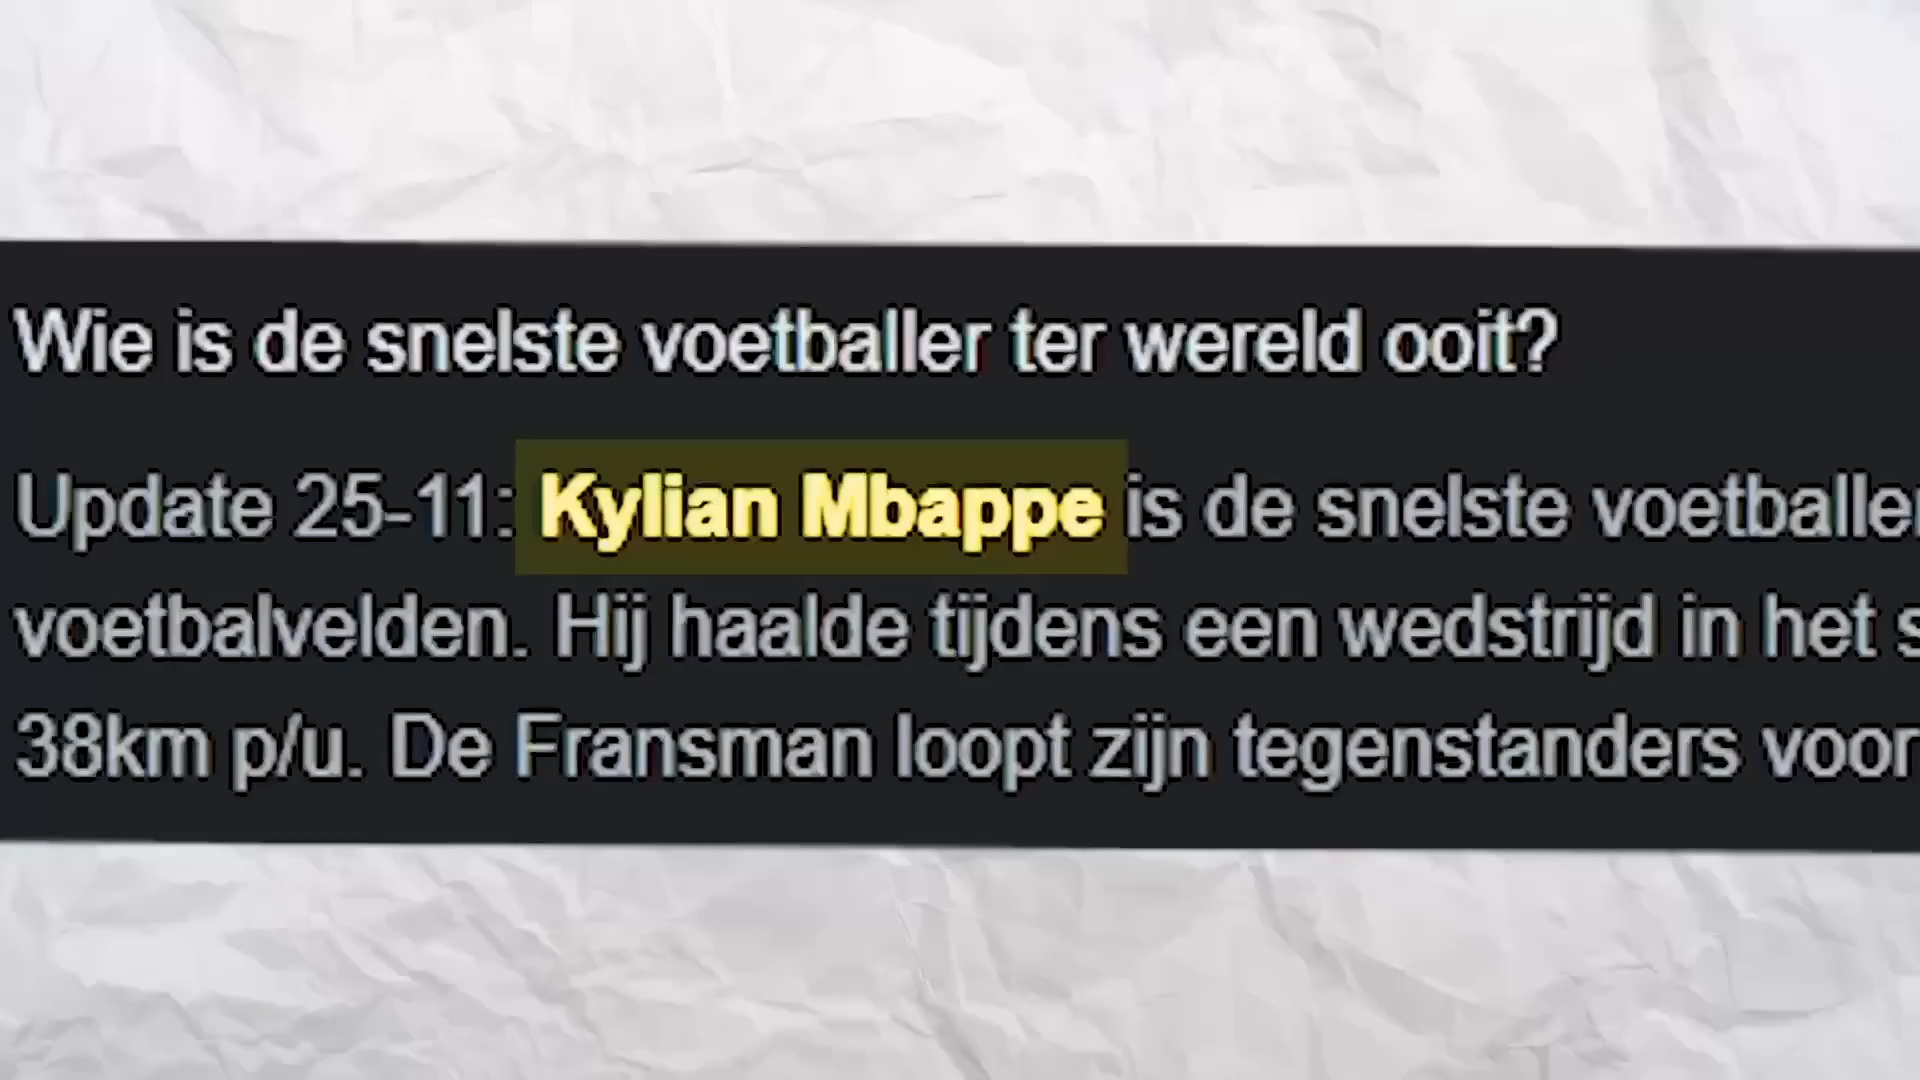 Wie is de snelste voetballer ter wereld ooit?
Update 25-11: Kylian Mbappe is de snelste voetballer
voetbalvelden. Hij haalde tijdens een wedstrijd in het s
38km p/u. De Fransman loopt zijn tegenstanders voor